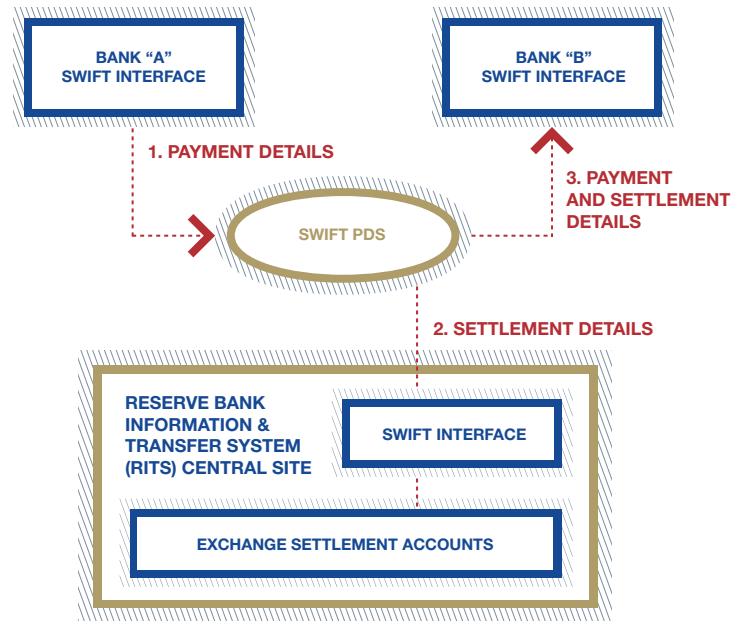 BANK “A”
SWIFT INTERFACE
BANK “B”
SWIFT INTERFACE
1. PAYMENT DETAILS
3. PAYMENT
AND SETTLEMENT
DETAILS
SWIFT PDS
2. SETTLEMENT DETAILS
RESERVE BANK
INFORMATION &
TRANSFER SYSTEM
(RITS) CENTRAL SITE
SWIFT INTERFACE
EXCHANGE SETTLEMENT ACCOUNTS